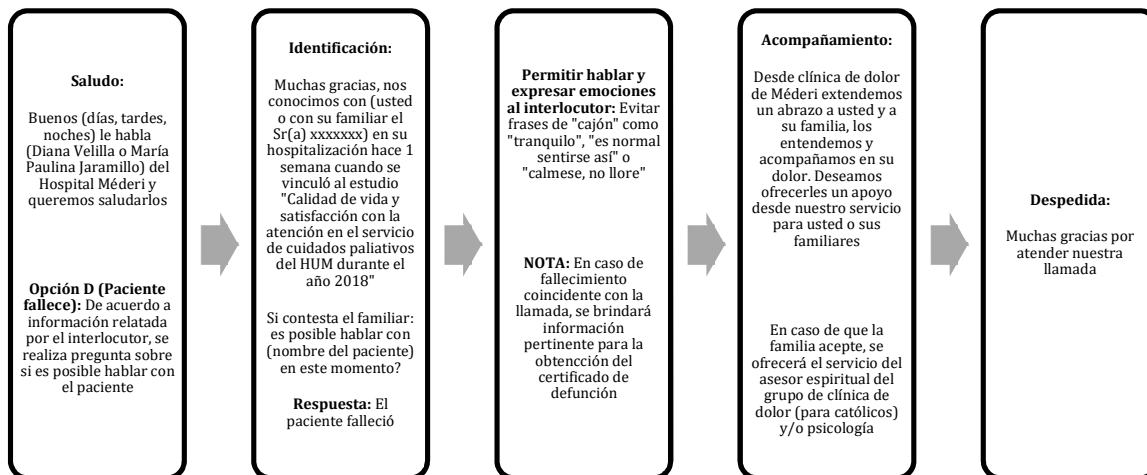 Saludo:
Buenos (días, tardes,
noches) le habla
(Diana Velilla o María
Paulina Jaramillo) del
Hospital Méderi y
queremos saludarlos
Opción D (Paciente
fallece): De acuerdo a
información relatada
por el interlocutor, se
realiza pregunta sobre
si es posible hablar con
el paciente
Identificación:
Muchas gracias, nos
conocimos con (usted
o con su familiar el
Sr(a) xxxxxxx) en su
hospitalización hace 1
semana cuando se
vinculó al estudio
"Calidad de vida y
satisfacción con la
atención en el servicio
de cuidados paliativos
del HUM durante el
año 2018"
Si contesta el familiar:
es posible hablar con
(nombre del paciente)
en este momento?
Respuesta: El
paciente falleció
Permitir hablar y
expresar emociones
al interlocutor: Evitar
frases de "cajón" como
"tranquilo", "es normal
sentirse así" o
"calmese, no llore"
NOTA: En caso de
fallecimiento
coincidente con la
llamada, se brindará
información
pertinente para la
obtencción del
certificado de
defunción
Acompañamiento:
Desde clínica de dolor
de Méderi extendemos
un abrazo a usted y a
su familia, los
entendemos y
acompañamos en su
dolor. Deseamos
ofrecerles un apoyo
desde nuestro servicio
para usted o sus
familiares
En caso de que la
familia acepte, se
ofrecerá el servicio del
asesor espiritual del
grupo de clínica de
dolor (para católicos)
y/o psicología
Despedida:
Muchas gracias por
atender nuestra
llamada